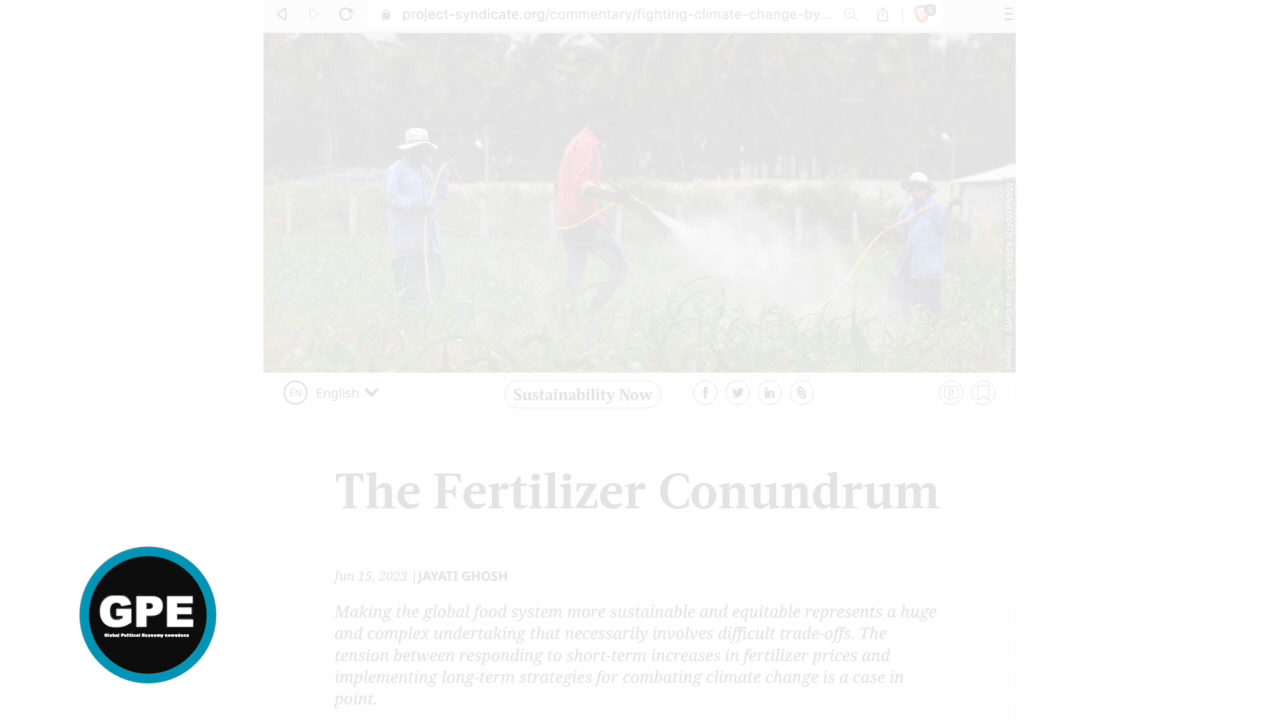 project-syndicate.org/commentary/fighting-climate-change-by...
EN English
Sustainability Now
0
The Fertilizer Conundrum
Jun 15, 2023 |JAYATI GHOSH
Making the global food system more sustainable and equitable represents a huge
and complex undertaking that necessarily involves difficult trade-offs. The
tension between responding to short-term increases in fertilizer prices and
implementing long-term strategies for combating climate change is a case in
point.
GPE
Global Political Economy